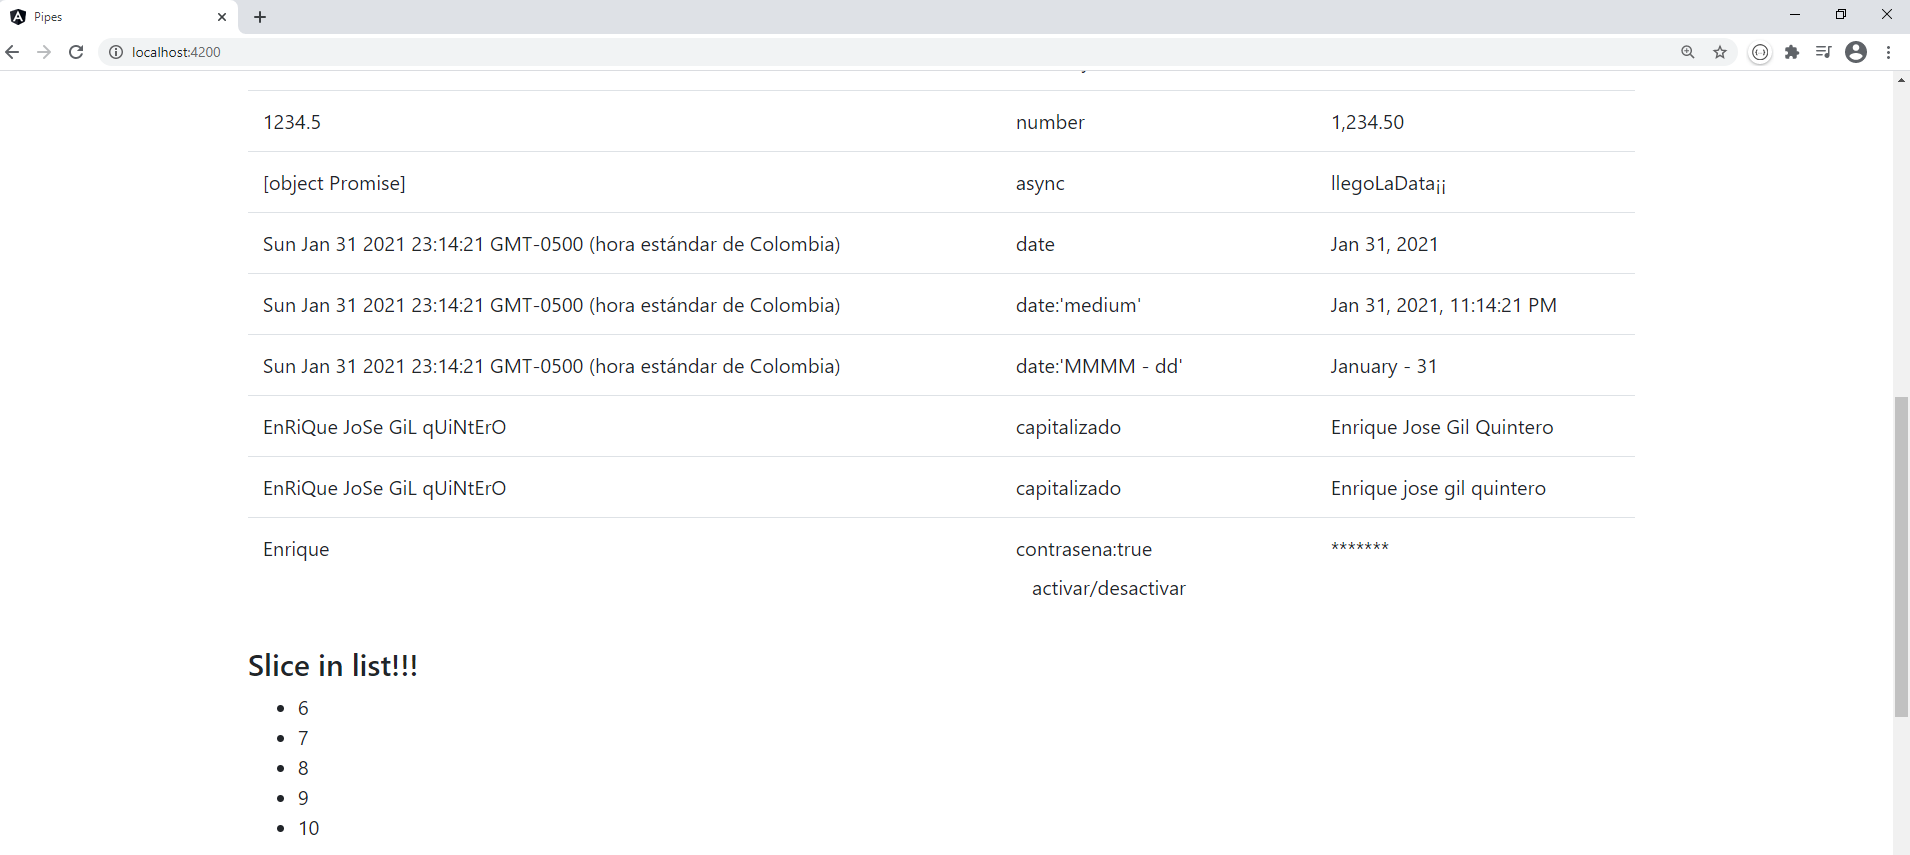 Pipes
localhost:4200
1234.5 number 1,234.50
[object Promise] async llegoLaData¡¡
Sun Jan 31 2021 23:14:21 GMT-0500 (hora estándar de Colombia) date Jan 31, 2021
Sun Jan 31 2021 23:14:21 GMT-0500 (hora estándar de Colombia) date:'medium' Jan 31, 2021, 11:14:21 PM
Sun Jan 31 2021 23:14:21 GMT-0500 (hora estándar de Colombia) date:'MMMM - dd' January - 31
EnRiQue JoSe GiL qUiNtErO capitalizado Enrique Jose Gil Quintero
EnRiQue JoSe GiL qUiNtErO capitalizado Enrique jose gil quintero
Enrique contrasena:true *******
activar/desactivar
Slice in list!!!
6
7
8
9
10